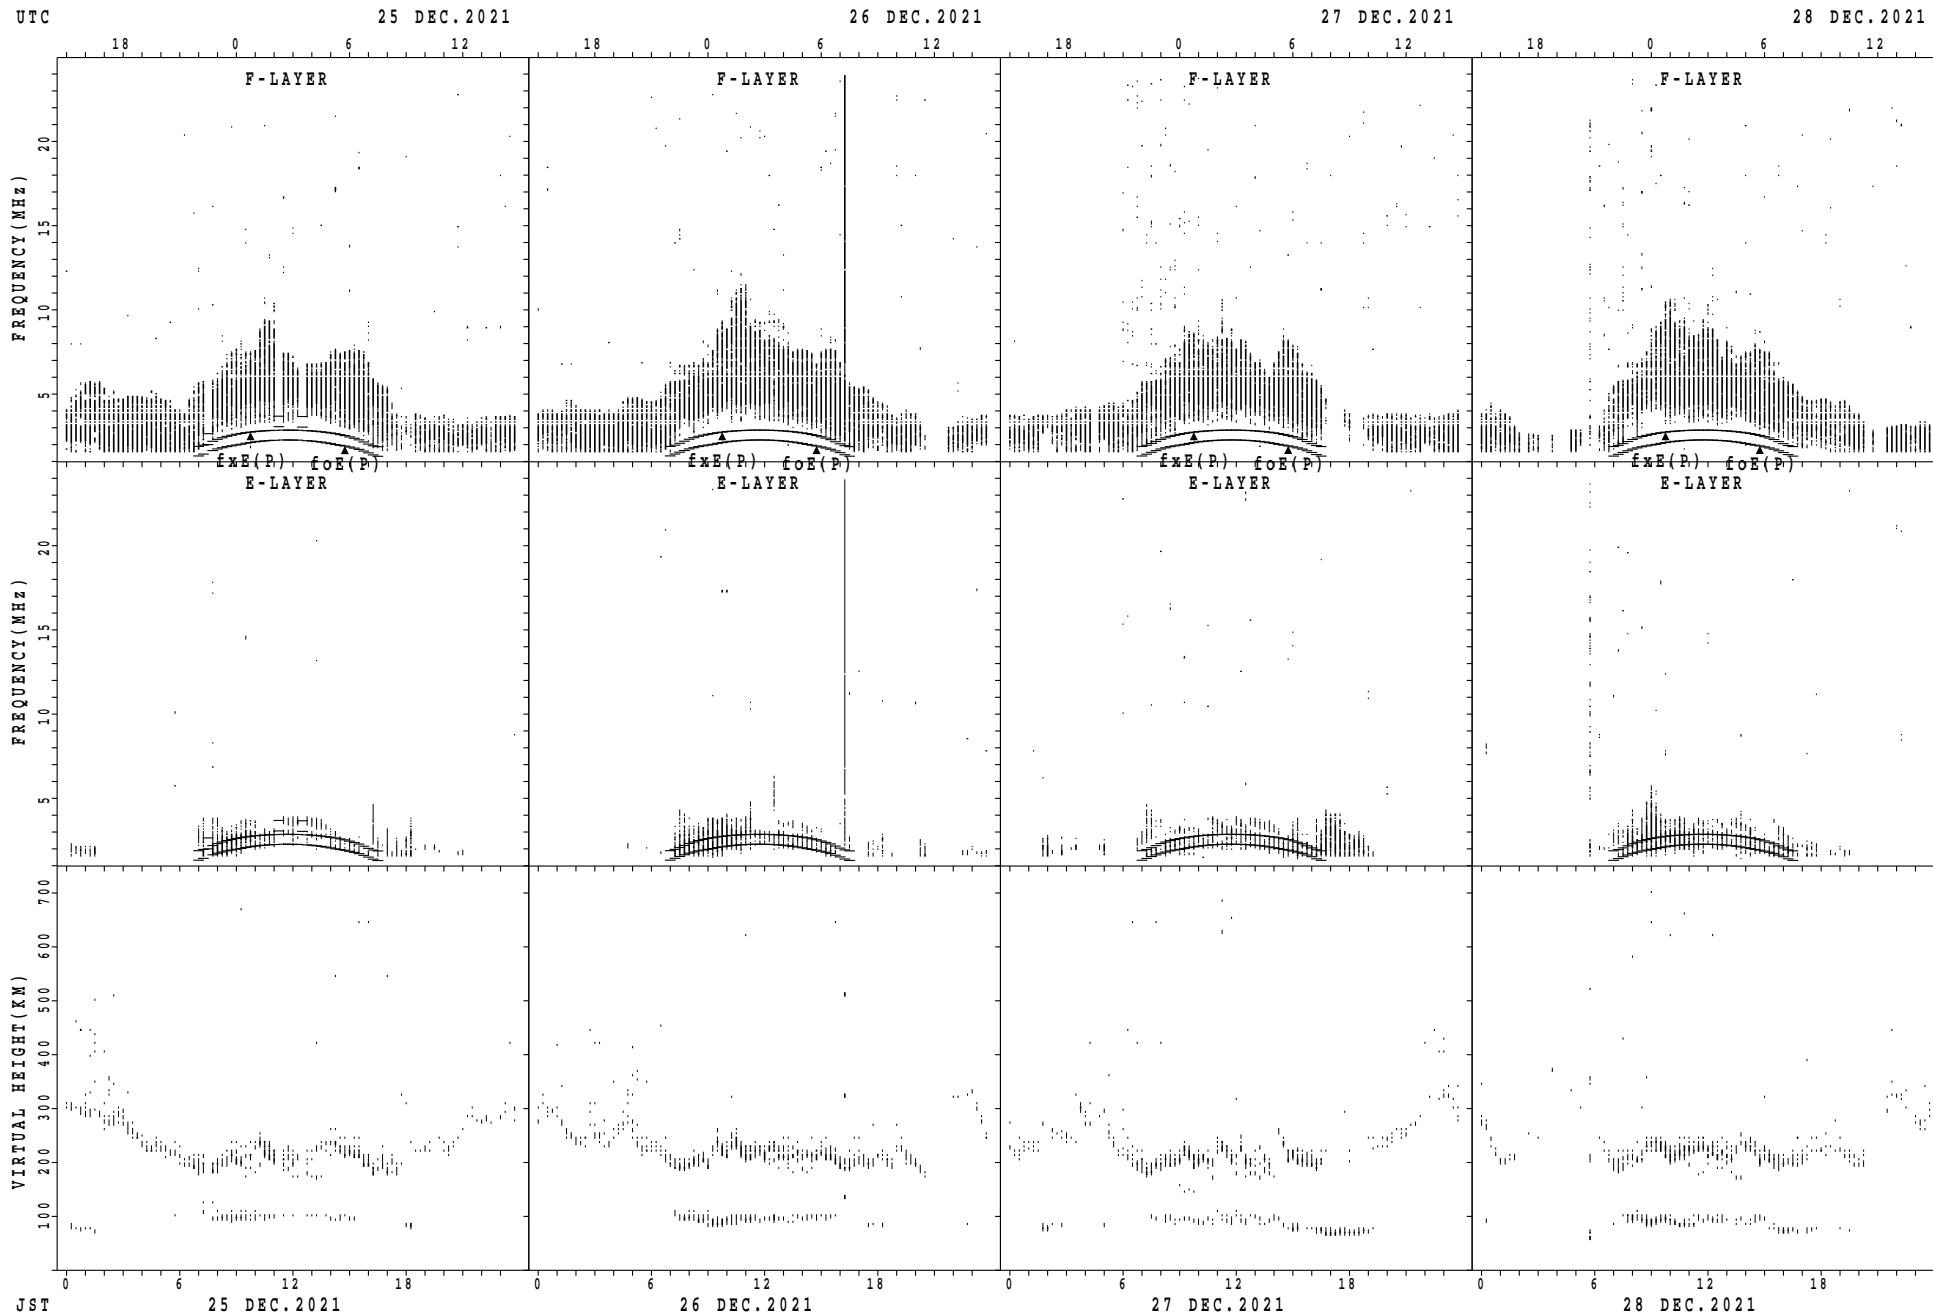 UTC 25 DEC.2021 26 DEC.2021 27 DEC.2021 28 DEC.2021
18 0 6 12 18 0 6 12 18 0 6 12 18 0 6 12
F-LAYER F-LAYER F-LAYER F-LAYER
FREQUENCY(MHz)
20
15
10
5
fxE(P) foE(P) fxE(P) foE(P) fxE(P) foE(P) fxE(P) foE(P)
E-LAYER E-LAYER E-LAYER E-LAYER
FREQUENCY(MHz)
20
15
10
5
VIRTUAL HEIGHT(KM)
700
600
500
400
300
200
100
0 6 12 18 0 6 12 18 0 6 12 18 0 6 12 18
JST 25 DEC.2021 26 DEC.2021 27 DEC.2021 28 DEC.2021